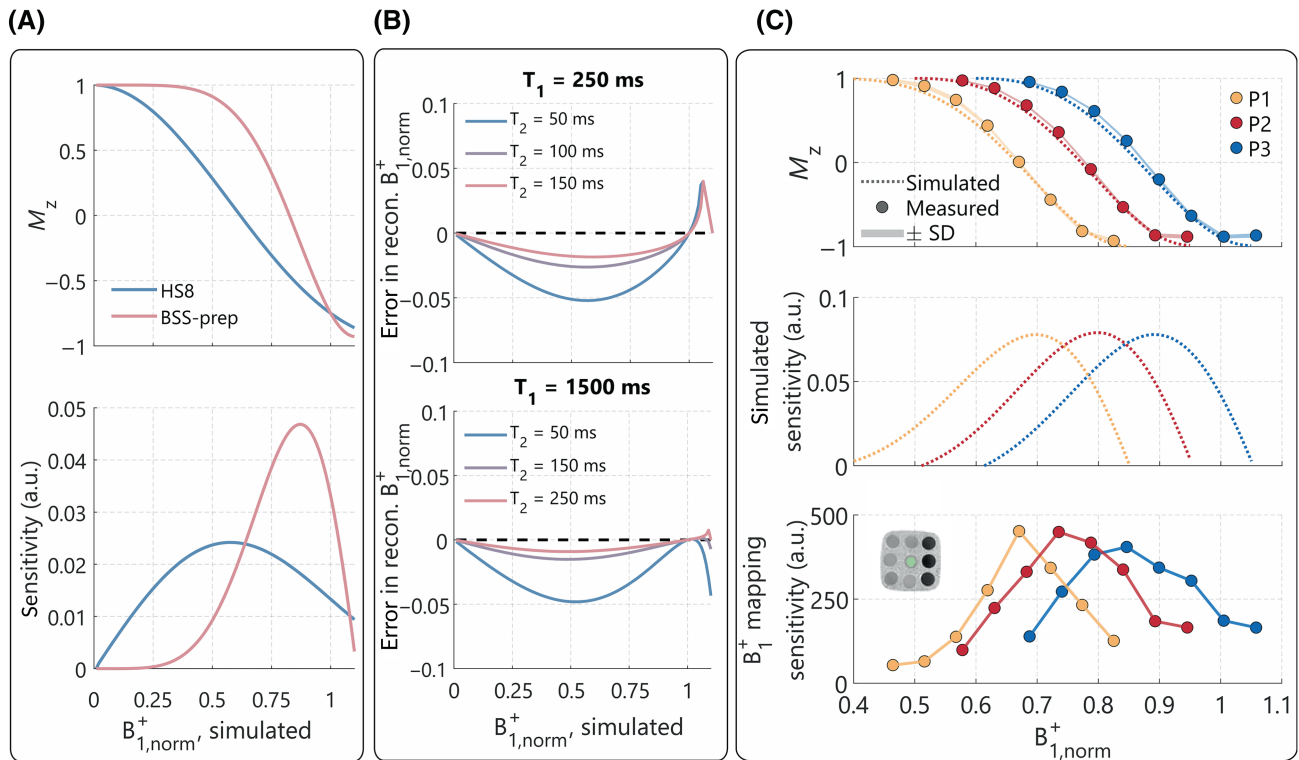 (A)
1
0.5
0
−0.5
−1
M_z
HS8
BSS-prep
0.05
0.04
0.03
0.02
0.01
0
Sensitivity (a.u.)
0 0.25 0.5 0.75 1
B⁺₁,norm, simulated
(B)
T₁ = 250 ms
0.1
0.05
0
−0.05
−0.1
Error in recon. B⁺₁,norm
T₂ = 50 ms
T₂ = 100 ms
T₂ = 150 ms
T₁ = 1500 ms
0.1
0.05
0
−0.05
−0.1
Error in recon. B⁺₁,norm
T₂ = 50 ms
T₂ = 150 ms
T₂ = 250 ms
0 0.25 0.5 0.75 1
B⁺₁,norm, simulated
(C)
1
0
−1
M_z
P1
P2
P3
Simulated
Measured
± SD
0.1
0.05
0
Simulated
sensitivity (a.u.)
500
250
0
B₁⁺ mapping
sensitivity (a.u.)
0.4 0.5 0.6 0.7 0.8 0.9 1 1.1
B⁺₁,norm